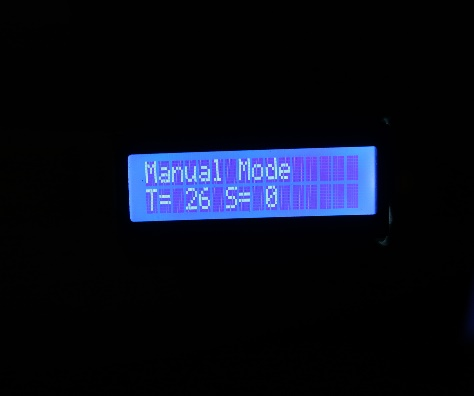 Manual Mode
T= 26 S= 0